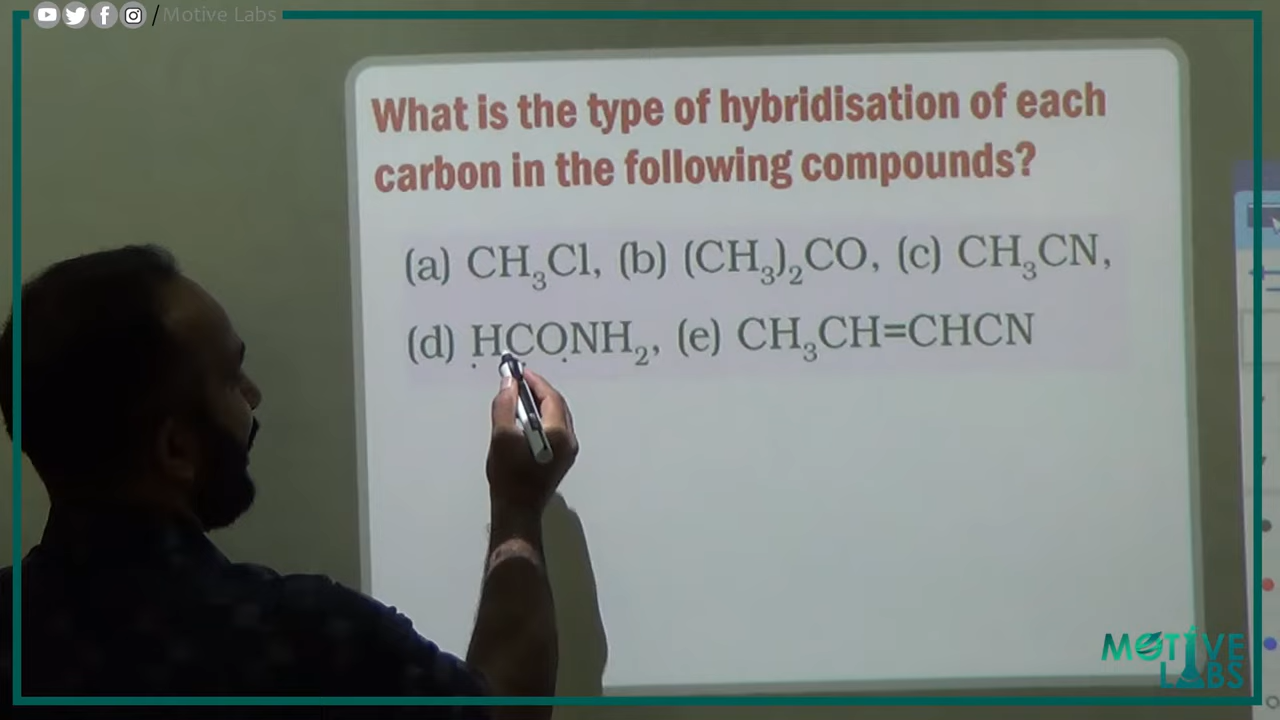 /Motive Labs
What is the type of hybridisation of each
carbon in the following compounds?
(a) CH₃Cl, (b) (CH₃)₂CO, (c) CH₃CN,
(d) HCONH₂, (e) CH₃CH=CHCN
MOTIVE
LABS